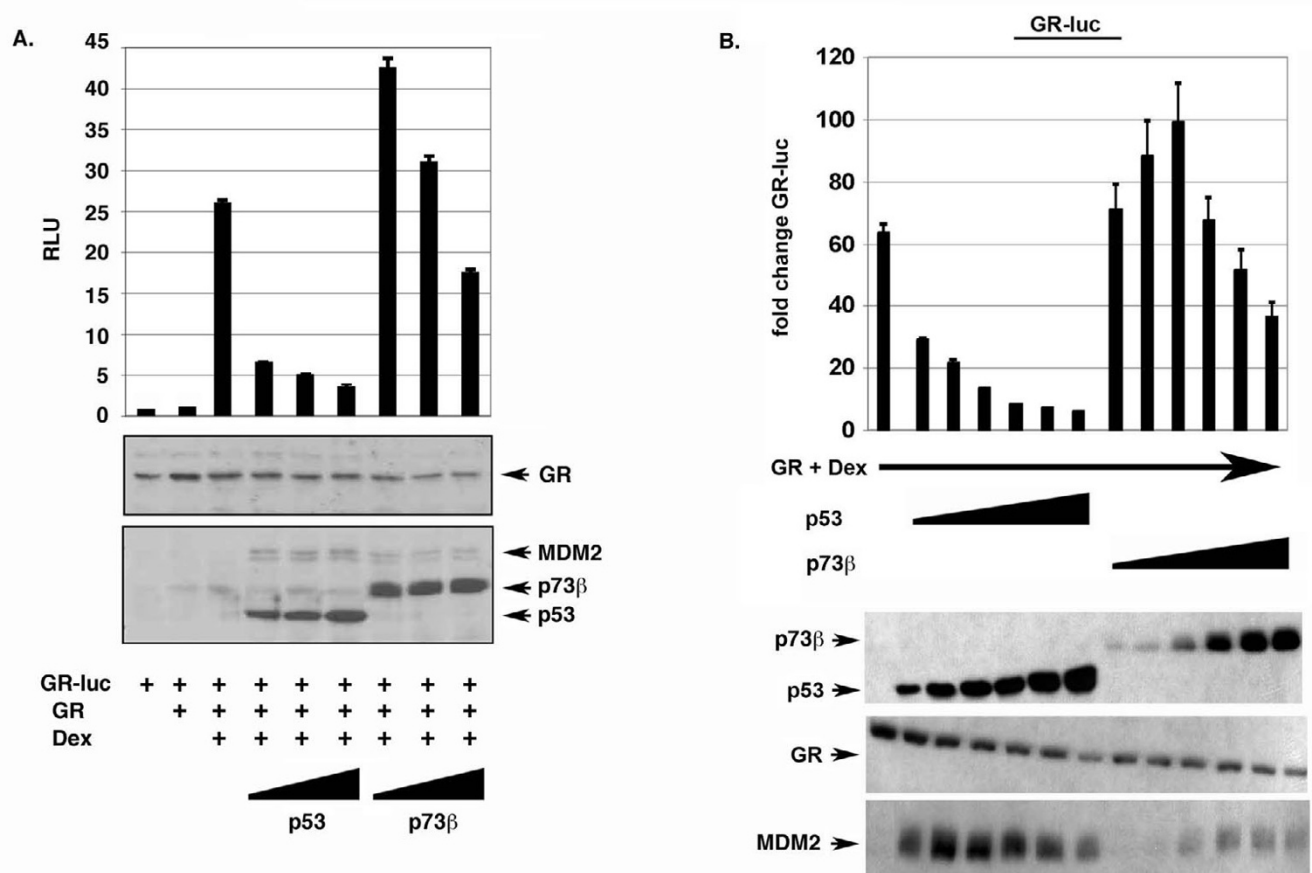 A.
45
40
35
30
25
20
15
10
5
0
RLU
GR
MDM2
p73β
p53
GR-luc + + + + + + + + +
GR + + + + + + + +
Dex + + + + + + +
p53 p73β
B.
GR-luc
120
100
80
60
40
20
0
fold change GR-luc
GR + Dex
p53
p73β
p73β
p53
GR
MDM2